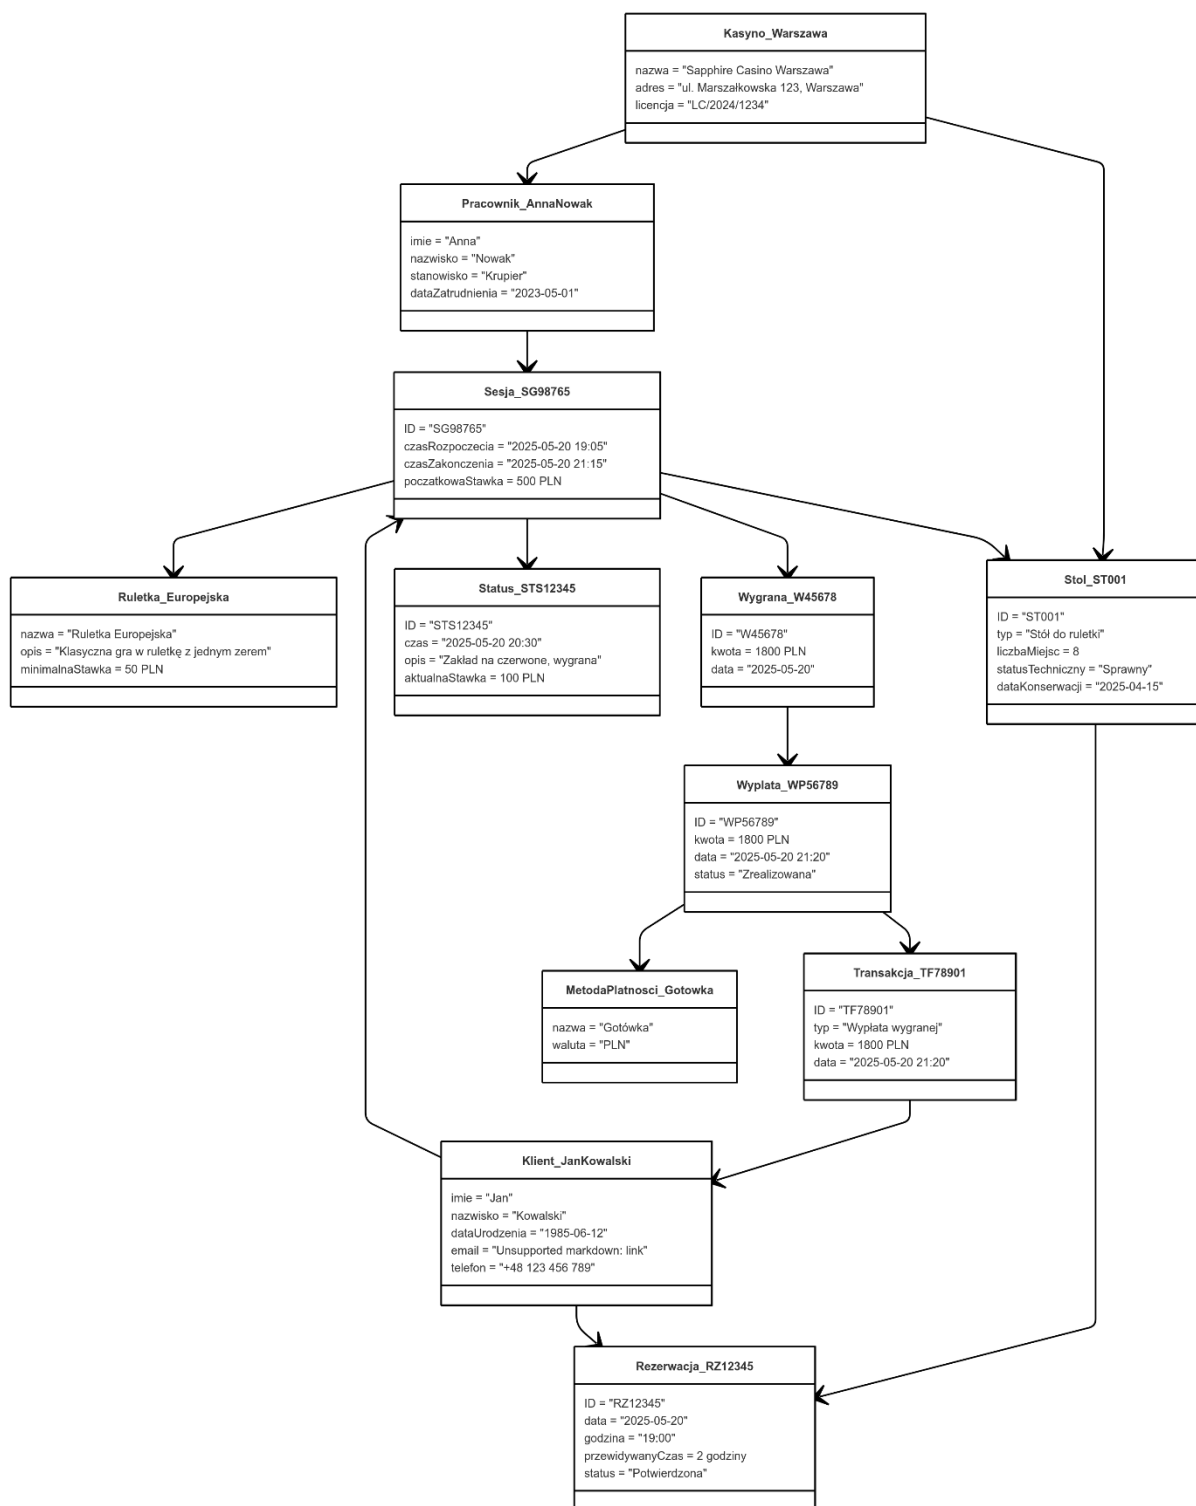 Kasyno_Warszawa
nazwa = "Sapphire Casino Warszawa"
adres = "ul. Marszałkowska 123, Warszawa"
licencja = "LC/2024/1234"
Pracownik_AnnaNowak
imie = "Anna"
nazwisko = "Nowak"
stanowisko = "Krupier"
dataZatrudnienia = "2023-05-01"
Sesja_SG98765
ID = "SG98765"
czasRozpoczecia = "2025-05-20 19:05"
czasZakonczenia = "2025-05-20 21:15"
poczatkowaStawka = 500 PLN
Ruletka_Europejska
nazwa = "Ruletka Europejska"
opis = "Klasyczna gra w ruletkę z jednym zerem"
minimalnaStawka = 50 PLN
Status_STS12345
ID = "STS12345"
czas = "2025-05-20 20:30"
opis = "Zakład na czerwone, wygrana"
aktualnaStawka = 100 PLN
Wygrana_W45678
ID = "W45678"
kwota = 1800 PLN
data = "2025-05-20"
Stol_ST001
ID = "ST001"
typ = "Stół do ruletki"
liczbaMiejsc = 8
statusTechniczny = "Sprawny"
dataKonserwacji = "2025-04-15"
Wyplata_WP56789
ID = "WP56789"
kwota = 1800 PLN
data = "2025-05-20 21:20"
status = "Zrealizowana"
MetodaPlatnosci_Gotowka
nazwa = "Gotówka"
waluta = "PLN"
Transakcja_TF78901
ID = "TF78901"
typ = "Wypłata wygranej"
kwota = 1800 PLN
data = "2025-05-20 21:20"
Klient_JanKowalski
imie = "Jan"
nazwisko = "Kowalski"
dataUrodzenia = "1985-06-12"
email = "Unsupported markdown: link"
telefon = "+48 123 456 789"
Rezerwacja_RZ12345
ID = "RZ12345"
data = "2025-05-20"
godzina = "19:00"
przewidywanyCzas = 2 godziny
status = "Potwierdzona"